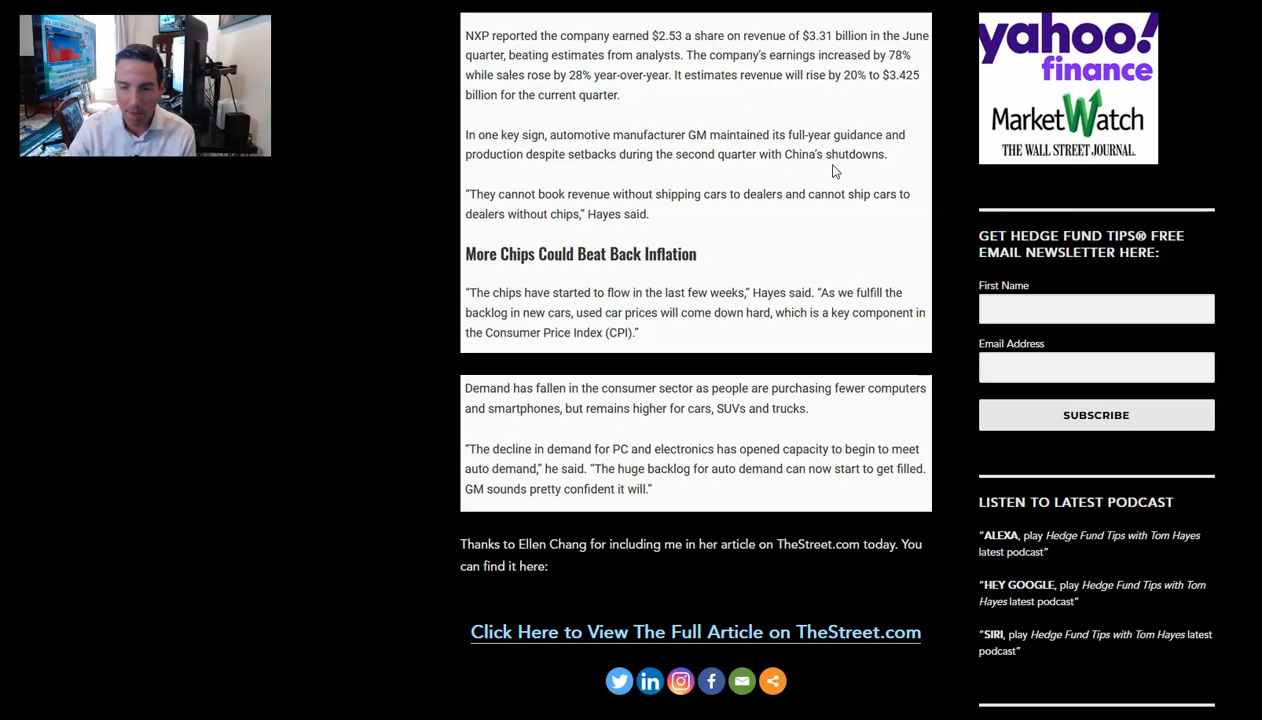 NXP reported the company earned $2.53 a share on revenue of $3.31 billion in the June
quarter, beating estimates from analysts. The company's earnings increased by 78%
while sales rose by 28% year-over-year. It estimates revenue will rise by 20% to $3.425
billion for the current quarter.
In one key sign, automotive manufacturer GM maintained its full-year guidance and
production despite setbacks during the second quarter with China's shutdowns.
“They cannot book revenue without shipping cars to dealers and cannot ship cars to
dealers without chips,” Hayes said.
More Chips Could Beat Back Inflation
“The chips have started to flow in the last few weeks,” Hayes said. “As we fulfill the
backlog in new cars, used car prices will come down hard, which is a key component in
the Consumer Price Index (CPI).”
Demand has fallen in the consumer sector as people are purchasing fewer computers
and smartphones, but remains higher for cars, SUVs and trucks.
“The decline in demand for PC and electronics has opened capacity to begin to meet
auto demand,” he said. “The huge backlog for auto demand can now start to get filled.
GM sounds pretty confident it will.”
Thanks to Ellen Chang for including me in her article on TheStreet.com today. You
can find it here:
Click Here to View The Full Article on TheStreet.com
yahoo!
finance
MarketWatch
THE WALL STREET JOURNAL.
GET HEDGE FUND TIPS® FREE
EMAIL NEWSLETTER HERE:
First Name
Email Address
SUBSCRIBE
LISTEN TO LATEST PODCAST
“ALEXA, play Hedge Fund Tips with Tom Hayes
latest podcast”
“HEY GOOGLE, play Hedge Fund Tips with Tom
Hayes latest podcast”
“SIRI, play Hedge Fund Tips with Tom Hayes latest
podcast”